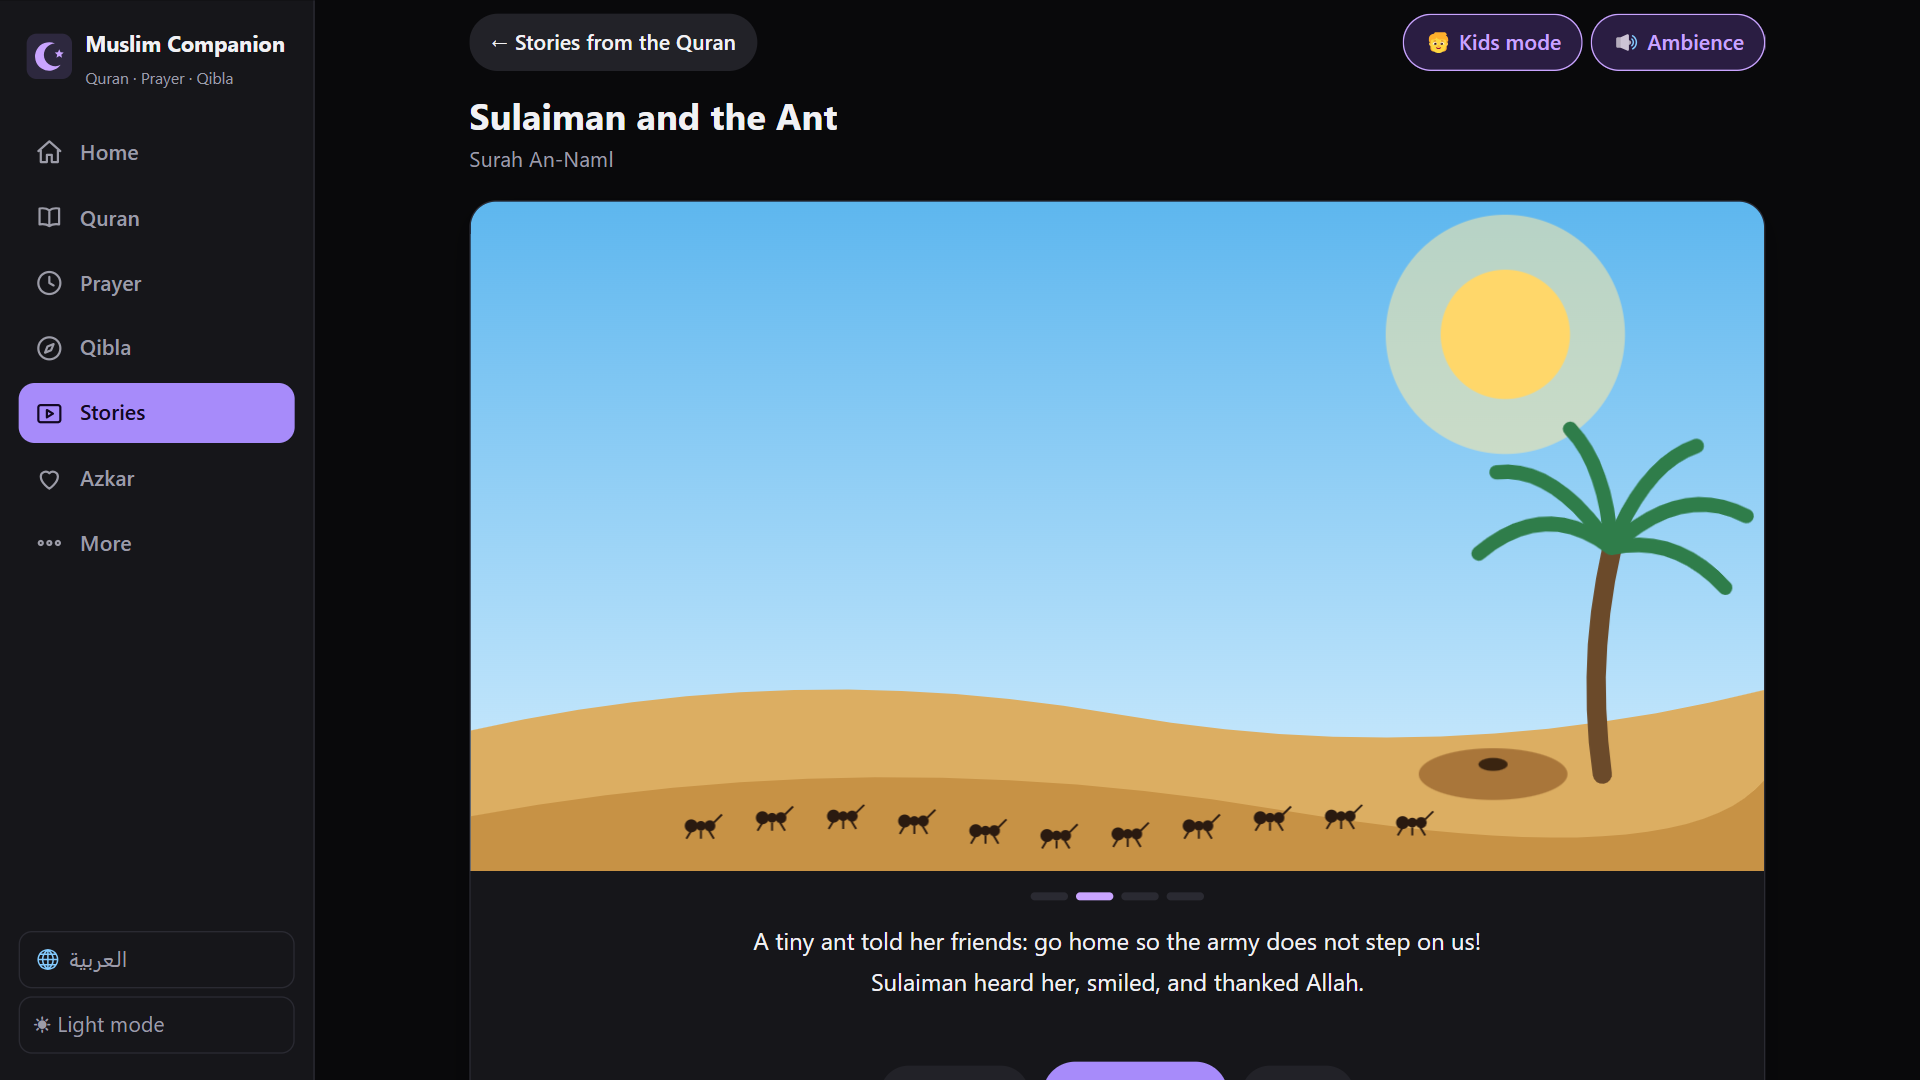 Muslim Companion
Quran · Prayer · Qibla
Home
Quran
Prayer
Qibla
Stories
Azkar
More
العربية
Light mode
← Stories from the Quran
Kids mode
Ambience
Sulaiman and the Ant
Surah An-Naml
A tiny ant told her friends: go home so the army does not step on us!
Sulaiman heard her, smiled, and thanked Allah.